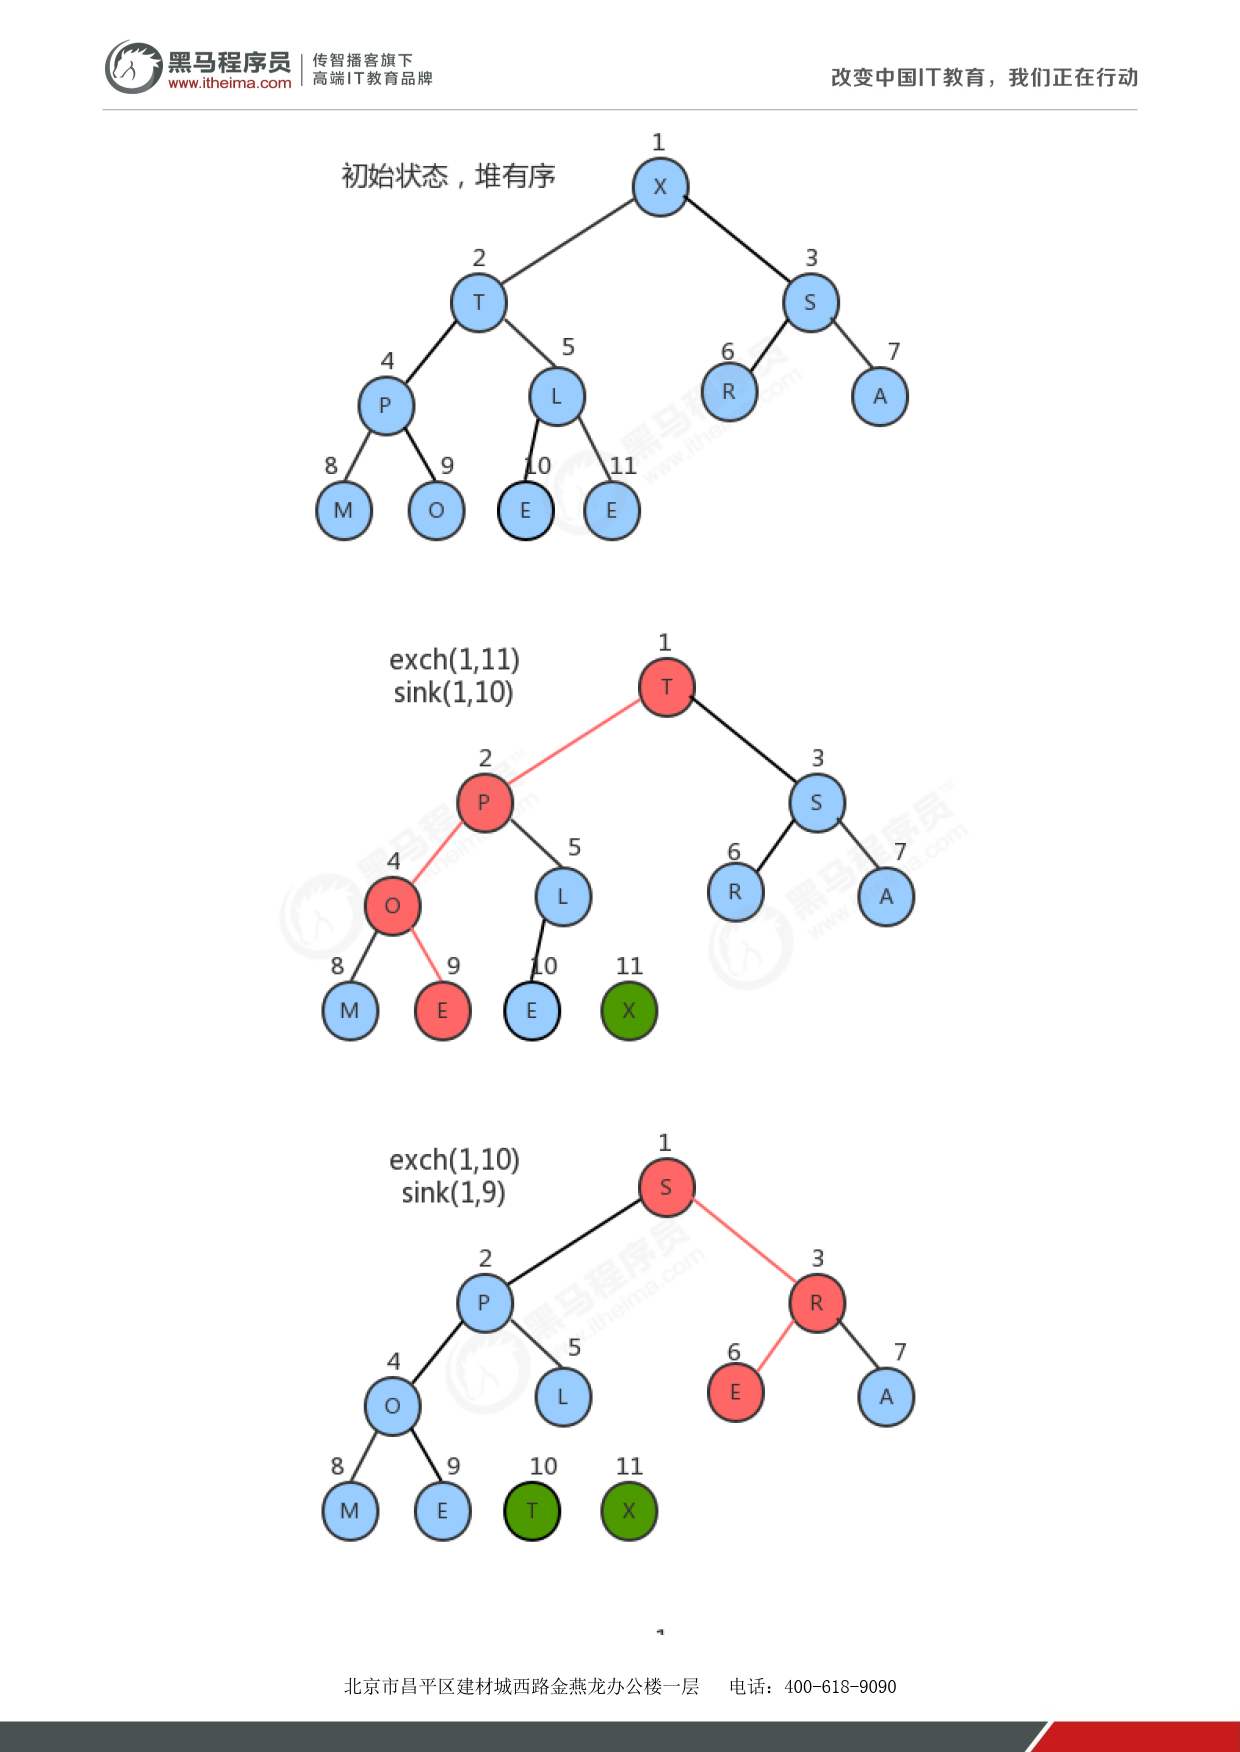 黑马程序员
www.itheima.com
传智播客旗下
高端IT教育品牌
改变中国IT教育，我们正在行动
初始状态，堆有序
1
X
2
3
T
S
4
5
6
7
P
L
R
A
8
9
10
11
M
O
E
E
exch(1,11)
sink(1,10)
1
T
2
3
P
S
4
5
6
7
O
L
R
A
8
9
10
11
M
E
E
X
exch(1,10)
sink(1,9)
1
S
2
3
P
R
4
5
6
7
O
L
E
A
8
9
10
11
M
E
T
X
北京市昌平区建材城西路金燕龙办公楼一层 电话：400-618-9090